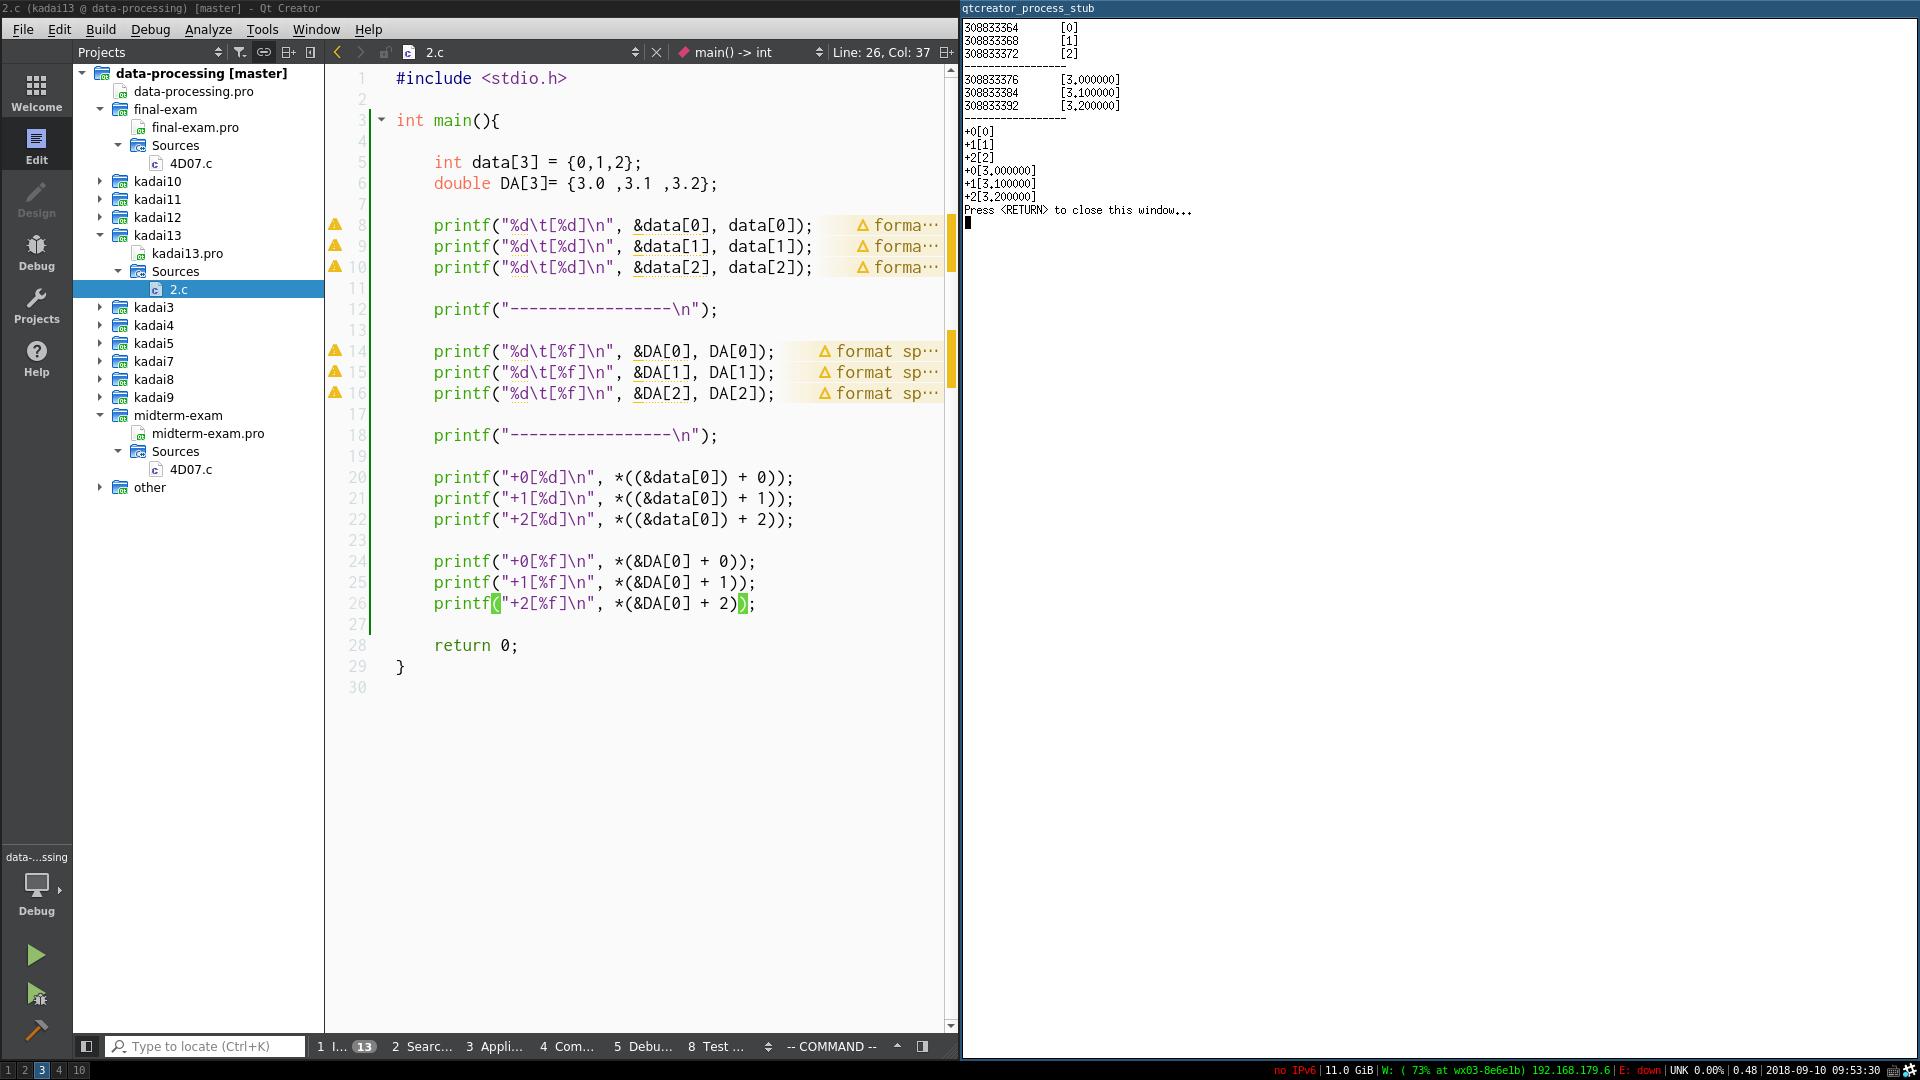 2.c (kadai13 @ data-processing) [master] - Qt Creator
File Edit Build Debug Analyze Tools Window Help
Projects
2.c
main() -> int
Line: 26, Col: 37
Welcome
Edit
Design
Debug
Projects
Help
data-...ssing
Debug
data-processing [master]
data-processing.pro
final-exam
final-exam.pro
Sources
4D07.c
kadai10
kadai11
kadai12
kadai13
kadai13.pro
Sources
2.c
kadai3
kadai4
kadai5
kadai7
kadai8
kadai9
midterm-exam
midterm-exam.pro
Sources
4D07.c
other
1 #include <stdio.h>
2
3 int main(){
4
5 int data[3] = {0,1,2};
6 double DA[3]= {3.0 ,3.1 ,3.2};
7
8 printf("%d\t[%d]\n", &data[0], data[0]); forma···
9 printf("%d\t[%d]\n", &data[1], data[1]); forma···
10 printf("%d\t[%d]\n", &data[2], data[2]); forma···
11
12 printf("-----------------\n");
13
14 printf("%d\t[%f]\n", &DA[0], DA[0]); format sp···
15 printf("%d\t[%f]\n", &DA[1], DA[1]); format sp···
16 printf("%d\t[%f]\n", &DA[2], DA[2]); format sp···
17
18 printf("-----------------\n");
19
20 printf("+0[%d]\n", *((&data[0]) + 0));
21 printf("+1[%d]\n", *((&data[0]) + 1));
22 printf("+2[%d]\n", *((&data[0]) + 2));
23
24 printf("+0[%f]\n", *(&DA[0] + 0));
25 printf("+1[%f]\n", *(&DA[0] + 1));
26 printf("+2[%f]\n", *(&DA[0] + 2));
27
28 return 0;
29 }
30
Type to locate (Ctrl+K)
1 I... 13 2 Searc... 3 Appli... 4 Com... 5 Debu... 8 Test ... -- COMMAND --
qtcreator_process_stub
308833364 [0]
308833368 [1]
308833372 [2]
-----------------
308833376 [3.000000]
308833384 [3.100000]
308833392 [3.200000]
-----------------
+0[0]
+1[1]
+2[2]
+0[3.000000]
+1[3.100000]
+2[3.200000]
Press <RETURN> to close this window...
1 2 3 4 10
no IPv6|11.0 GiB|W: ( 73% at wx03-8e6e1b) 192.168.179.6|E: down|UNK 0.00%|0.48|2018-09-10 09:53:30